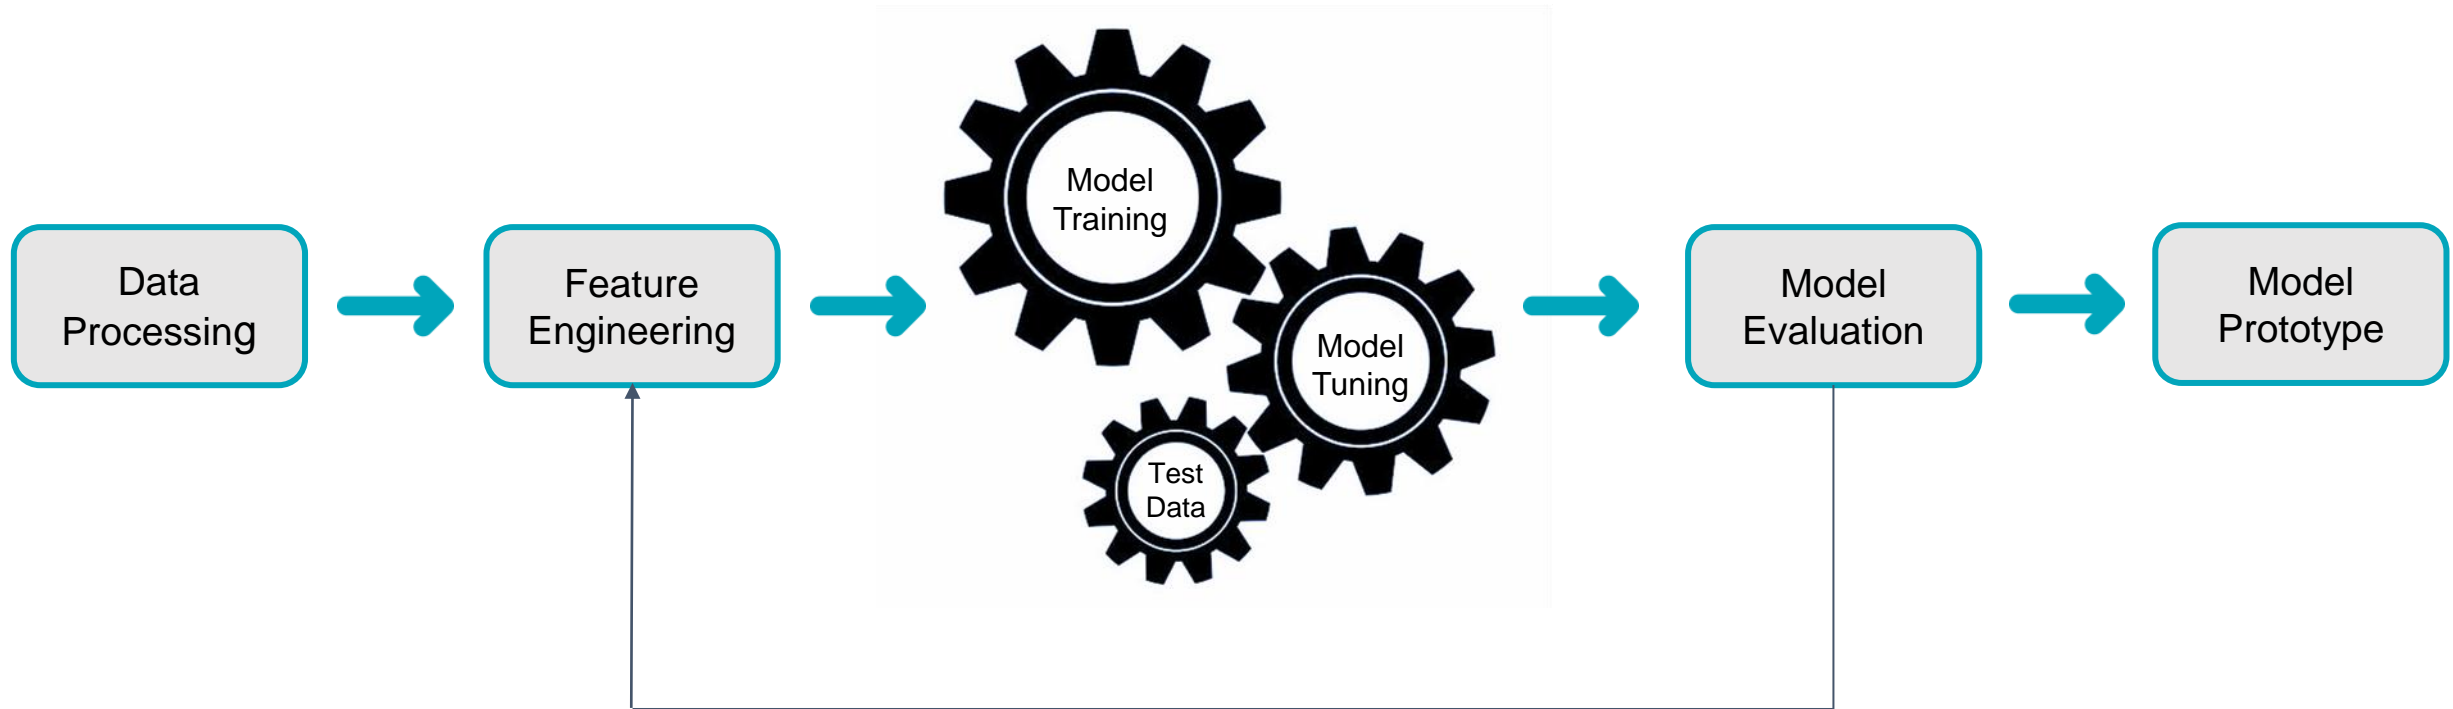 Data
Processing
Feature
Engineering
Model
Training
Model
Tuning
Test
Data
Model
Evaluation
Model
Prototype